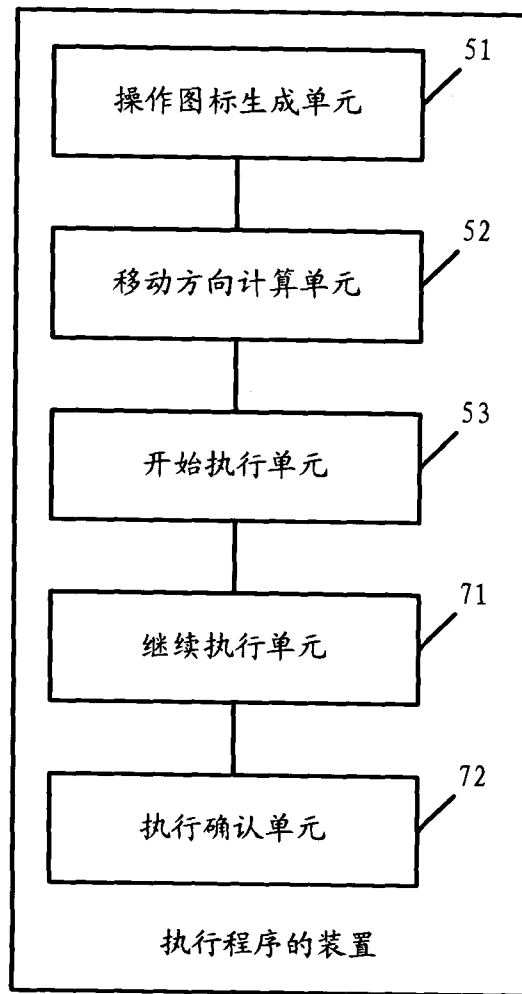 51
操作图标生成单元
52
移动方向计算单元
53
开始执行单元
71
继续执行单元
72
执行确认单元
执行程序的装置